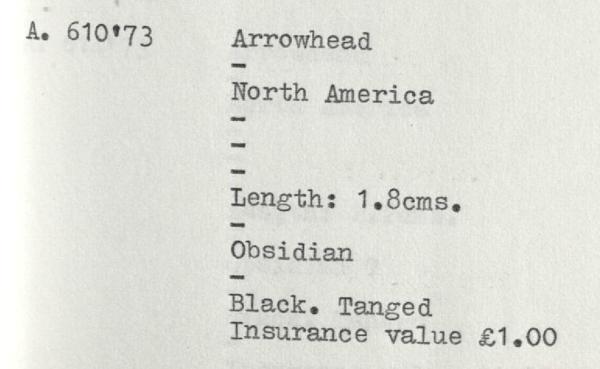 A. 610'73 Arrowhead
-
North America
-
-
-
Length: 1.8cms.
-
Obsidian
-
Black. Tanged
Insurance value £1.00